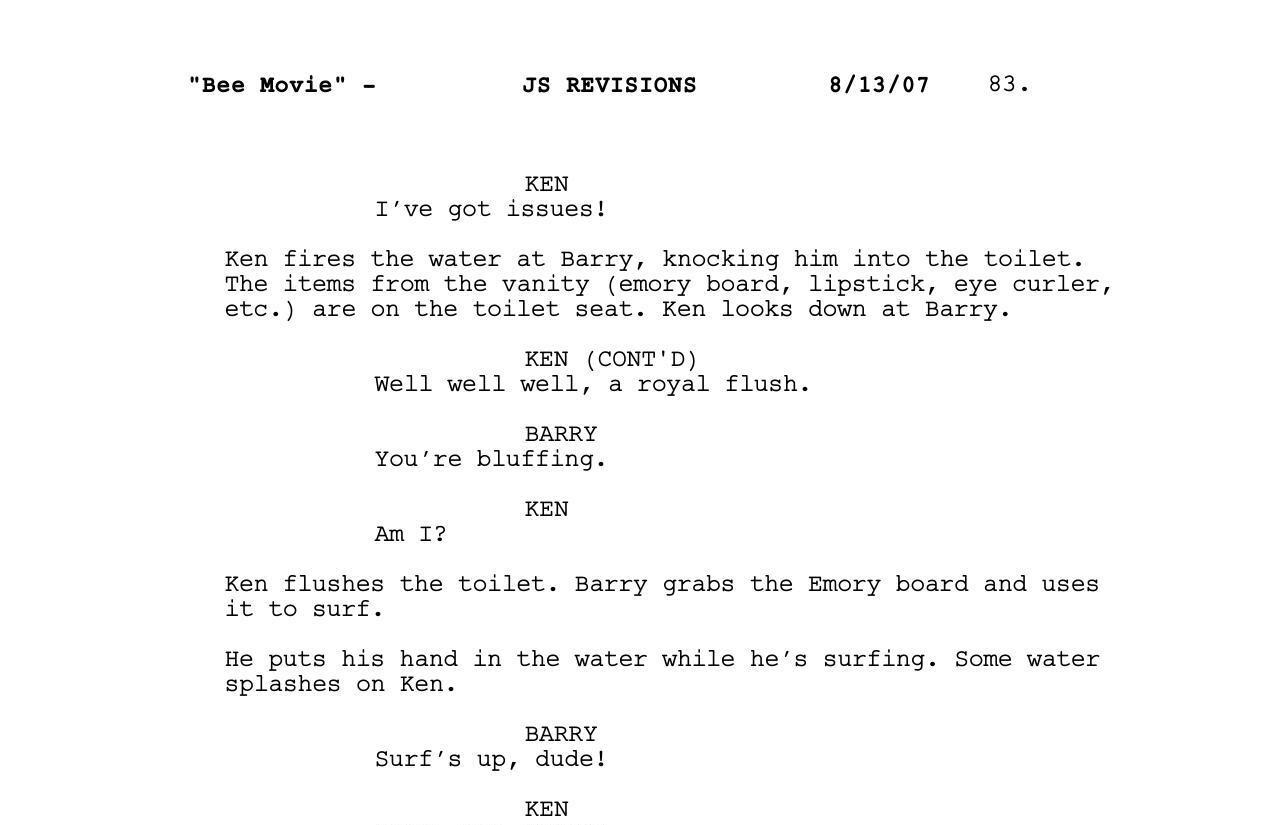 "Bee Movie" - JS REVISIONS 8/13/07 83.
KEN
I've got issues!
Ken fires the water at Barry, knocking him into the toilet.
The items from the vanity (emory board, lipstick, eye curler,
etc.) are on the toilet seat. Ken looks down at Barry.
KEN (CONT'D)
Well well well, a royal flush.
BARRY
You're bluffing.
KEN
Am I?
Ken flushes the toilet. Barry grabs the Emory board and uses
it to surf.
He puts his hand in the water while he's surfing. Some water
splashes on Ken.
BARRY
Surf's up, dude!
KEN